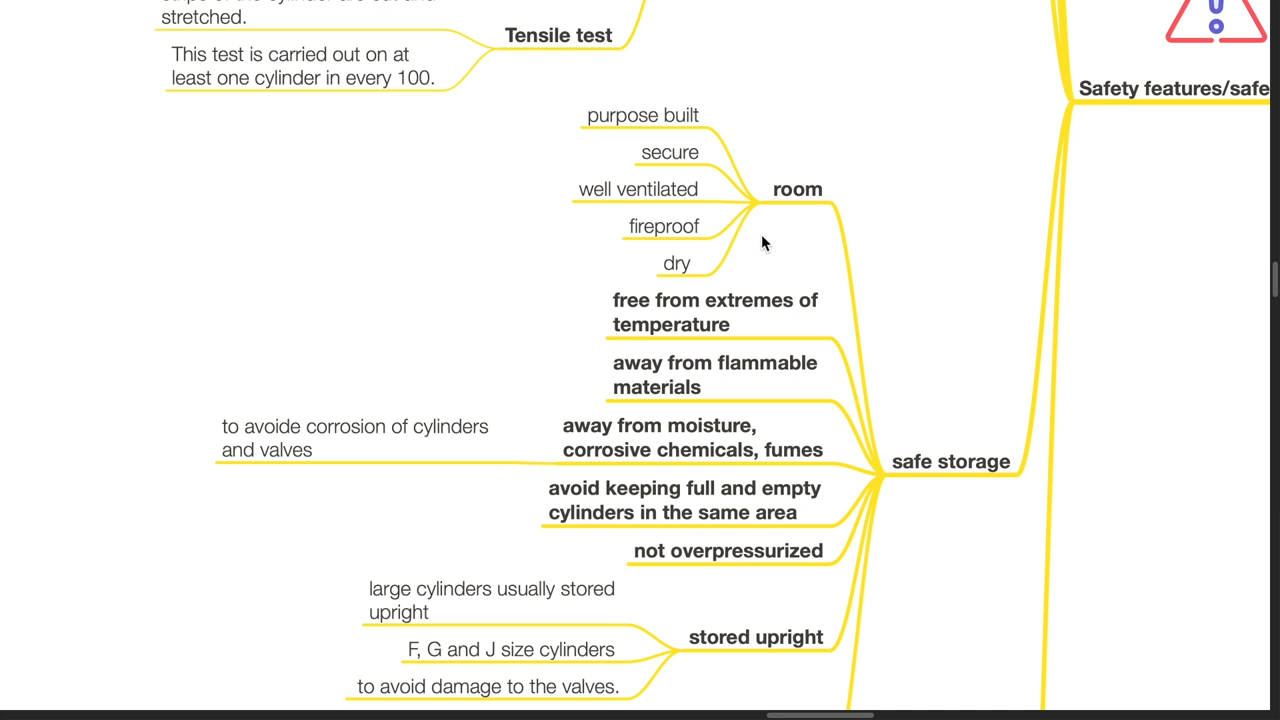 stretched.
Tensile test
This test is carried out on at
least one cylinder in every 100.
Safety features/safe
purpose built
secure
well ventilated
fireproof
dry
room
free from extremes of
temperature
away from flammable
materials
to avoide corrosion of cylinders
and valves
away from moisture,
corrosive chemicals, fumes
safe storage
avoid keeping full and empty
cylinders in the same area
not overpressurized
large cylinders usually stored
upright
F, G and J size cylinders
to avoid damage to the valves.
stored upright